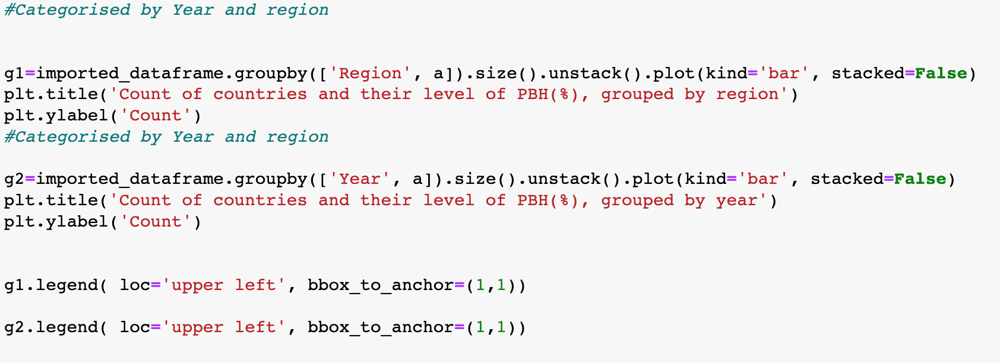 #Categorised by Year and region
g1=imported_dataframe.groupby(['Region', a]).size().unstack().plot(kind='bar', stacked=False)
plt.title('Count of countries and their level of PBH(%), grouped by region')
plt.ylabel('Count')
#Categorised by Year and region
g2=imported_dataframe.groupby(['Year', a]).size().unstack().plot(kind='bar', stacked=False)
plt.title('Count of countries and their level of PBH(%), grouped by year')
plt.ylabel('Count')
g1.legend( loc='upper left', bbox_to_anchor=(1,1))
g2.legend( loc='upper left', bbox_to_anchor=(1,1))